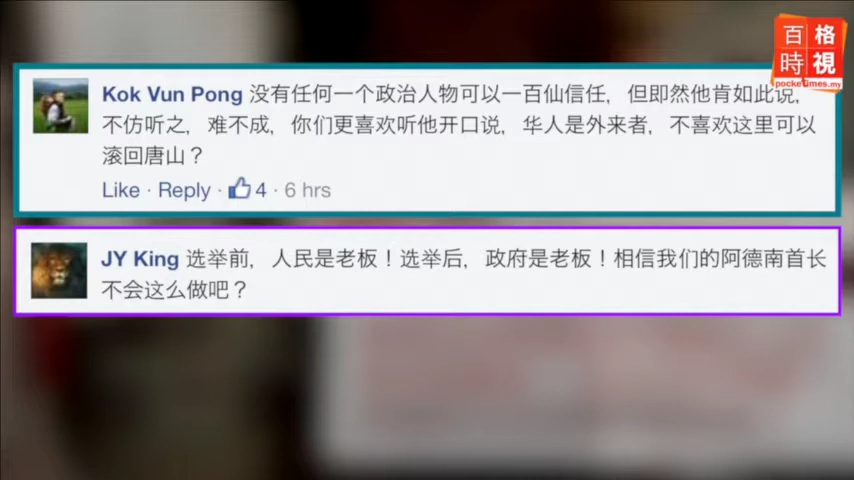 百格
時視
pocketimes.my
Kok Vun Pong 没有任何一个政治人物可以一百仙信任，但即然他肯如此说，
不仿听之，难不成，你们更喜欢听他开口说，华人是外来者，不喜欢这里可以
滚回唐山？
Like · Reply · 4 · 6 hrs
JY King 选举前，人民是老板！选举后，政府是老板！相信我们的阿德南首长
不会这么做吧？